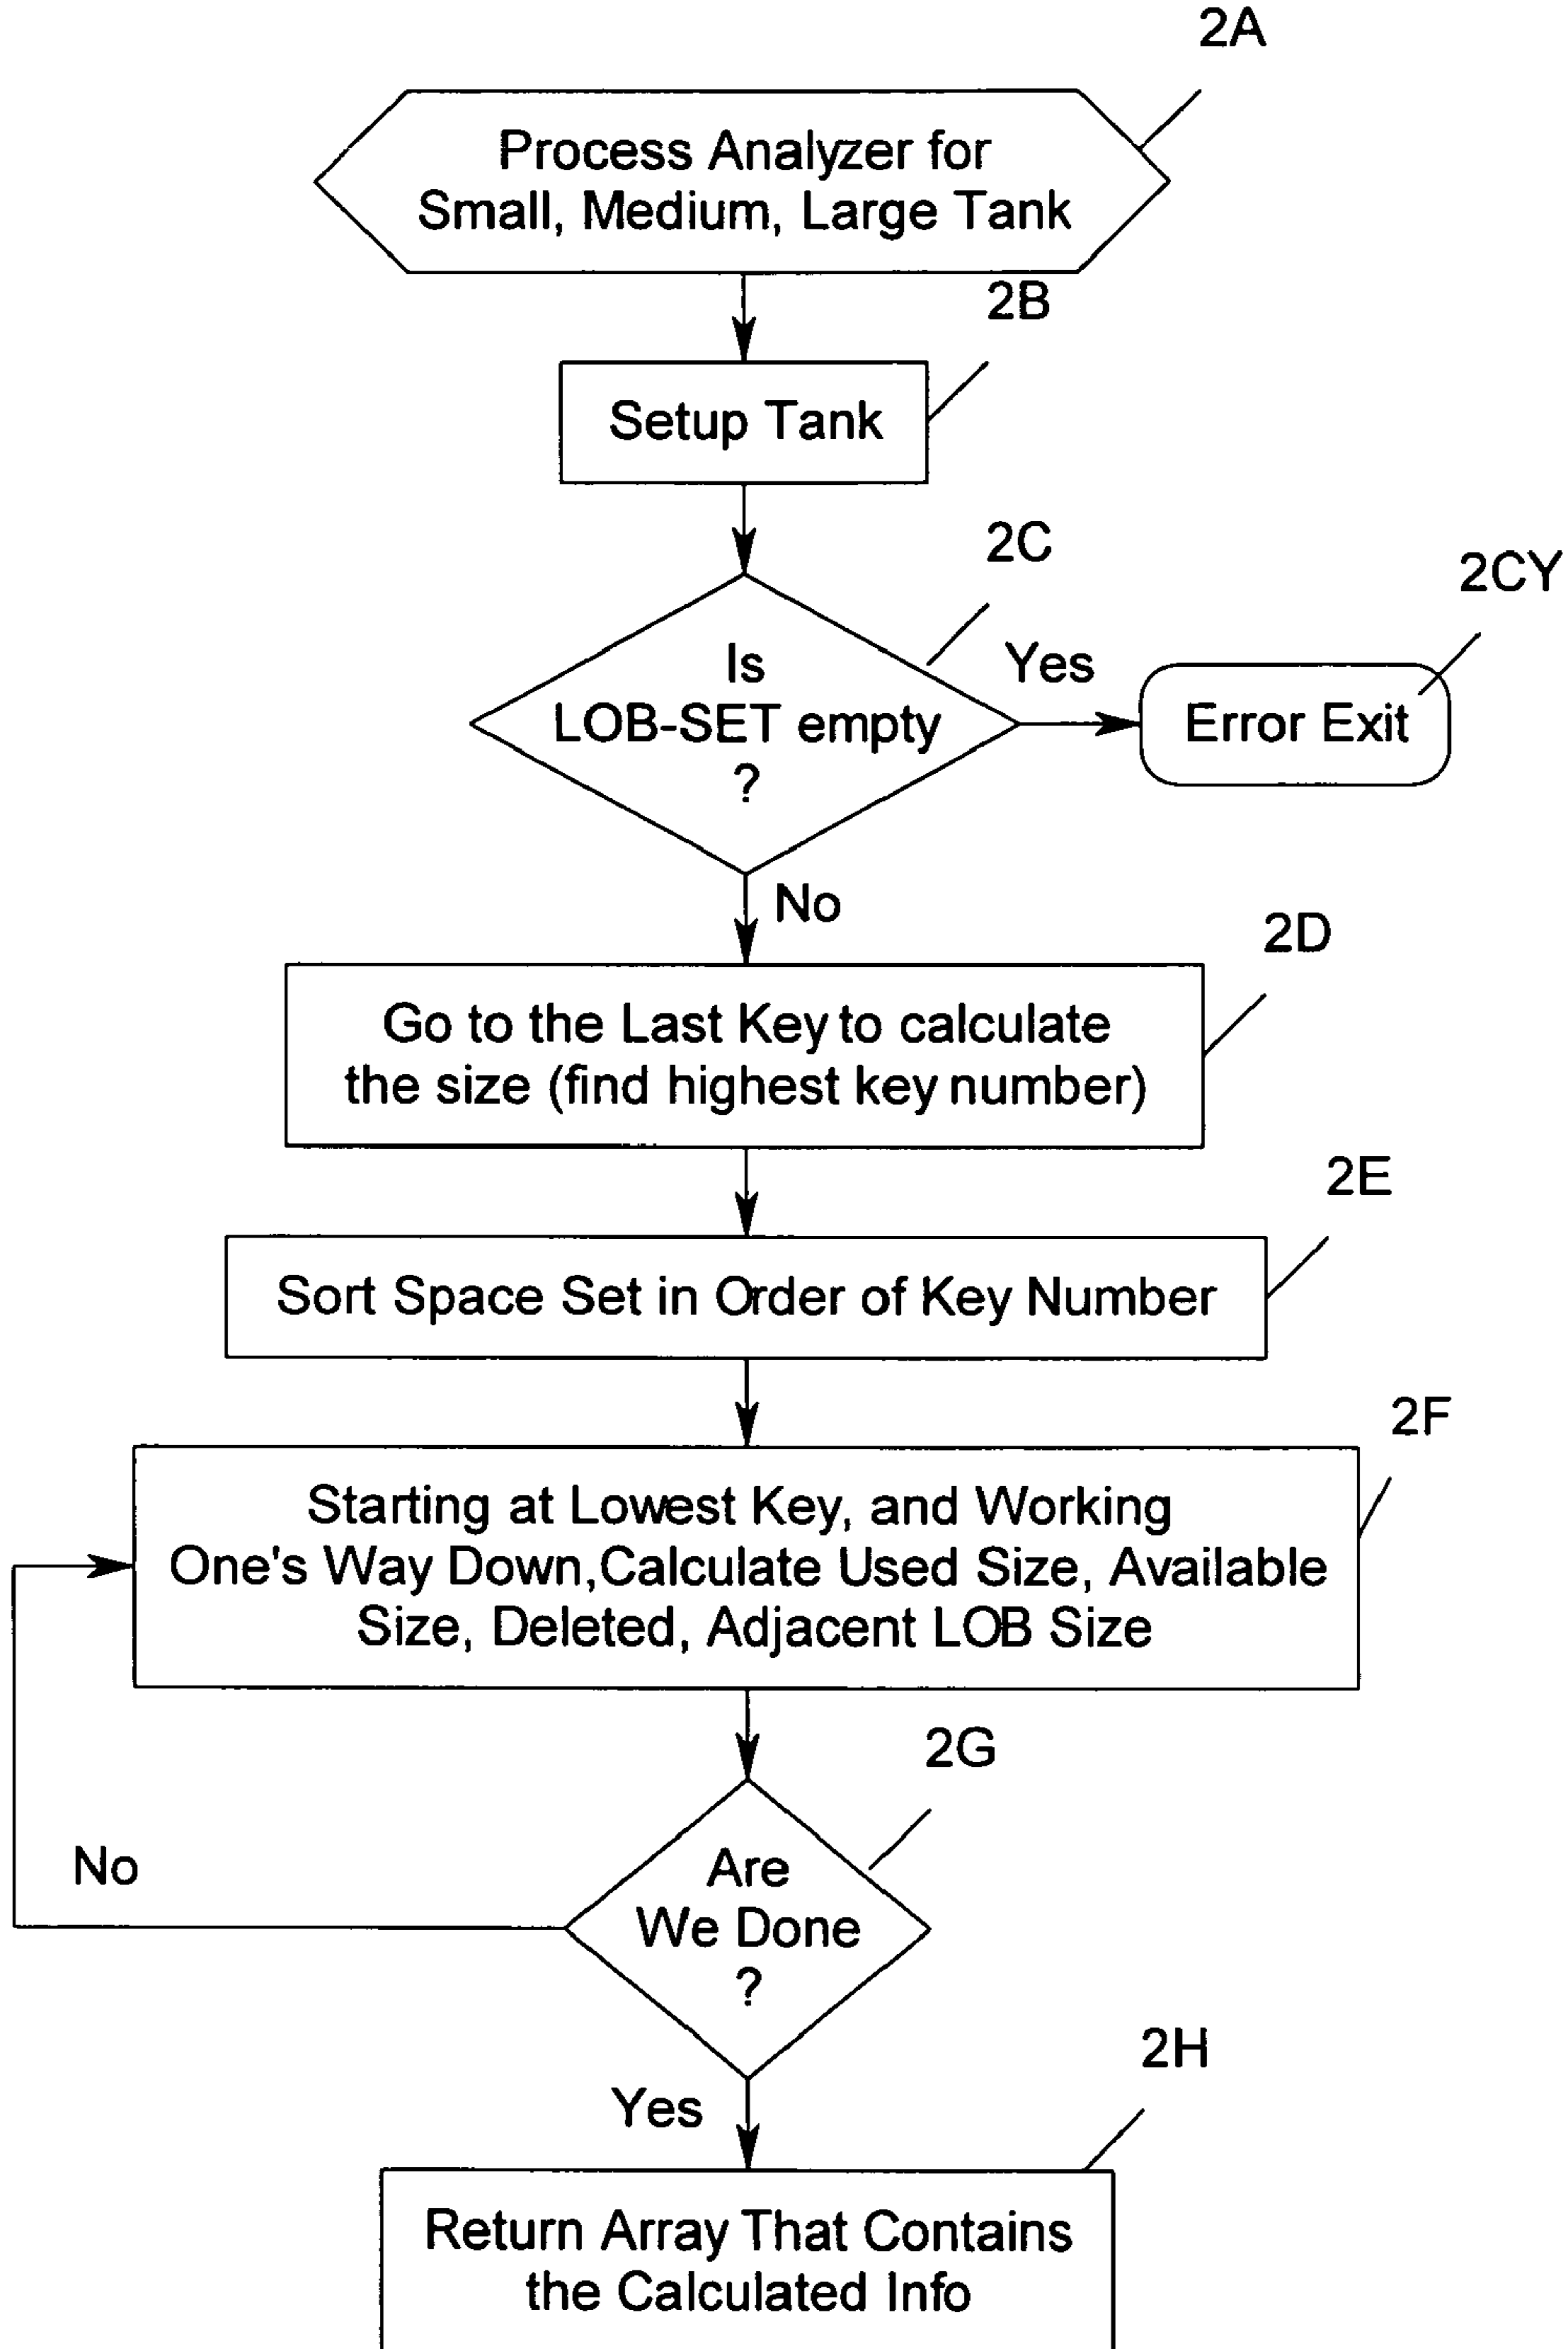 2A
Process Analyzer for
Small, Medium, Large Tank
2B
Setup Tank
2C
2CY
Is
LOB-SET empty
?
Yes
Error Exit
No
2D
Go to the Last Key to calculate
the size (find highest key number)
2E
Sort Space Set in Order of Key Number
2F
Starting at Lowest Key, and Working
One's Way Down,Calculate Used Size, Available
Size, Deleted, Adjacent LOB Size
2G
No
Are
We Done
?
2H
Yes
Return Array That Contains
the Calculated Info